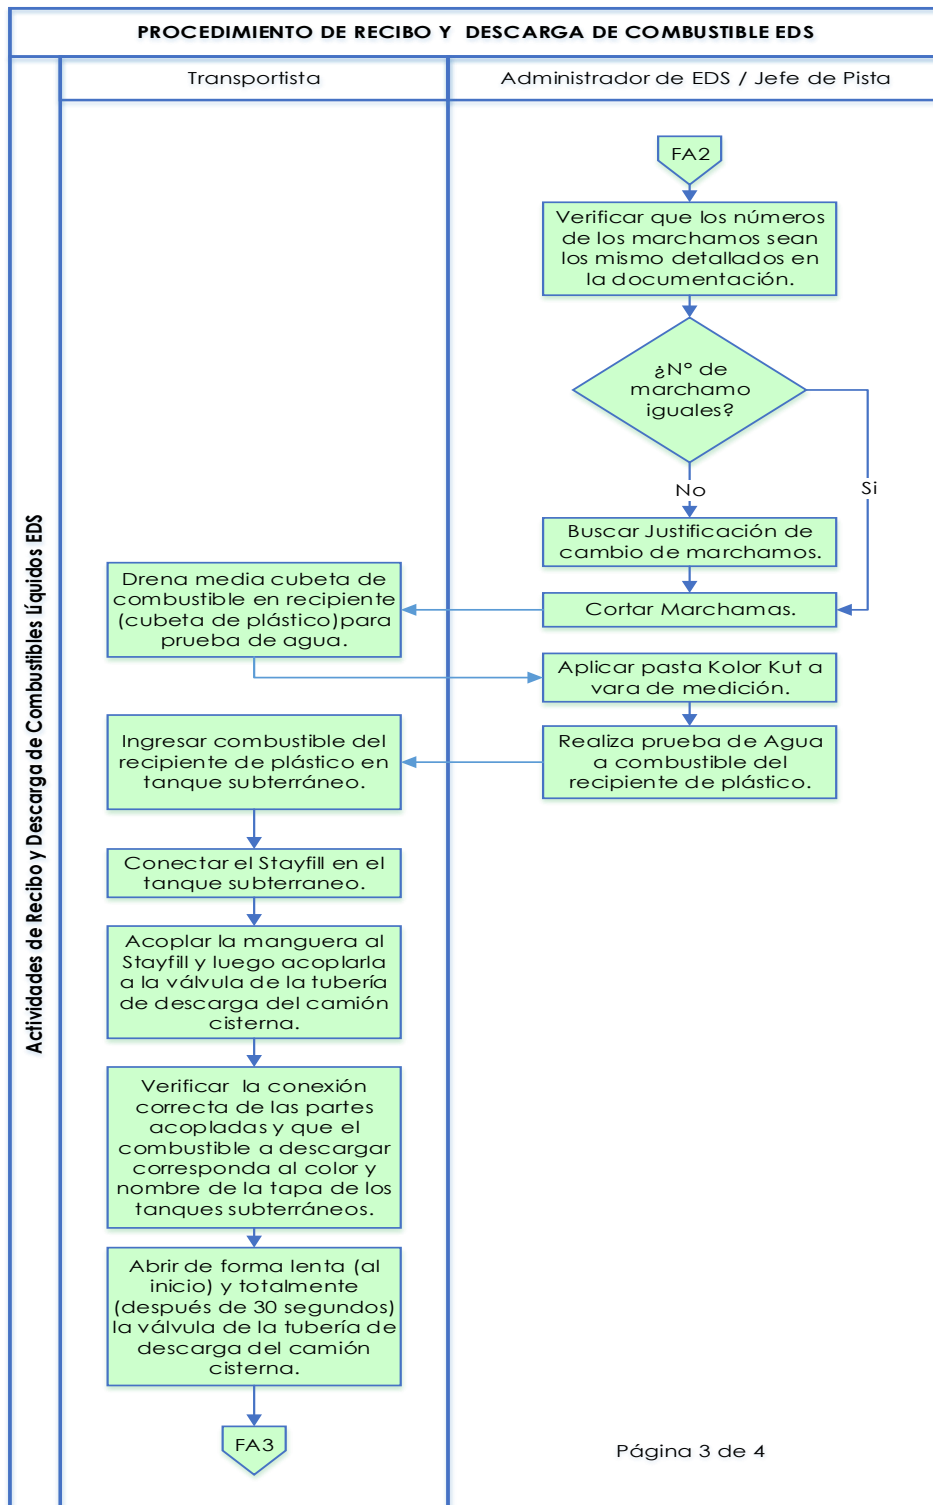 PROCEDIMIENTO DE RECIBO Y DESCARGA DE COMBUSTIBLE EDS
Transportista
Administrador de EDS / Jefe de Pista
Actividades de Recibo y Descarga de Combustibles Líquidos EDS
FA2
Verificar que los números
de los marchamos sean
los mismo detallados en
la documentación.
¿N° de
marchamo
iguales?
No
Si
Buscar Justificación de
cambio de marchamos.
Cortar Marchamas.
Drena media cubeta de
combustible en recipiente
(cubeta de plástico)para
prueba de agua.
Aplicar pasta Kolor Kut a
vara de medición.
Realiza prueba de Agua
a combustible del
recipiente de plástico.
Ingresar combustible del
recipiente de plástico en
tanque subterráneo.
Conectar el Stayfill en el
tanque subterraneo.
Acoplar la manguera al
Stayfill y luego acoplarla
a la válvula de la tubería
de descarga del camión
cisterna.
Verificar la conexión
correcta de las partes
acopladas y que el
combustible a descargar
corresponda al color y
nombre de la tapa de los
tanques subterráneos.
Abrir de forma lenta (al
inicio) y totalmente
(después de 30 segundos)
la válvula de la tubería de
descarga del camión
cisterna.
FA3
Página 3 de 4